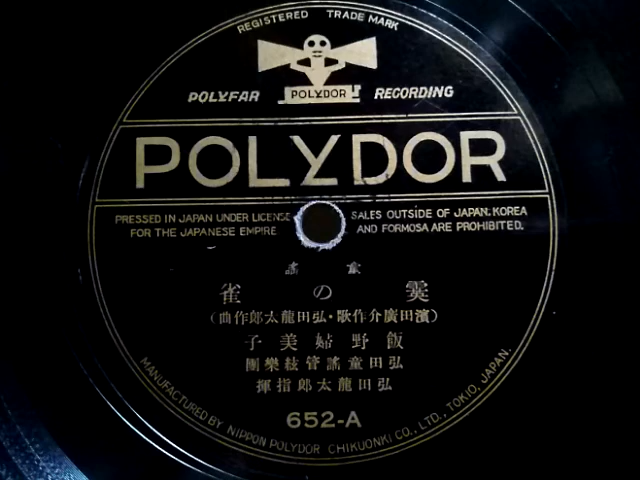 REGISTERED TRADE MARK
POLYFAR POLYDOR RECORDING
POLYDOR
PRESSED IN JAPAN UNDER LICENSE
FOR THE JAPANESE EMPIRE
SALES OUTSIDE OF JAPAN, KOREA
AND FORMOSA ARE PROHIBITED.
童謠
霙の雀
(濱田廣介作歌・弘田龍太郎作曲)
飯野婦美子
弘田童謠管絃樂團
弘田龍太郎指揮
652-A
MANUFACTURED BY NIPPON POLYDOR CHIKUONKI CO., LTD., TOKIO, JAPAN.